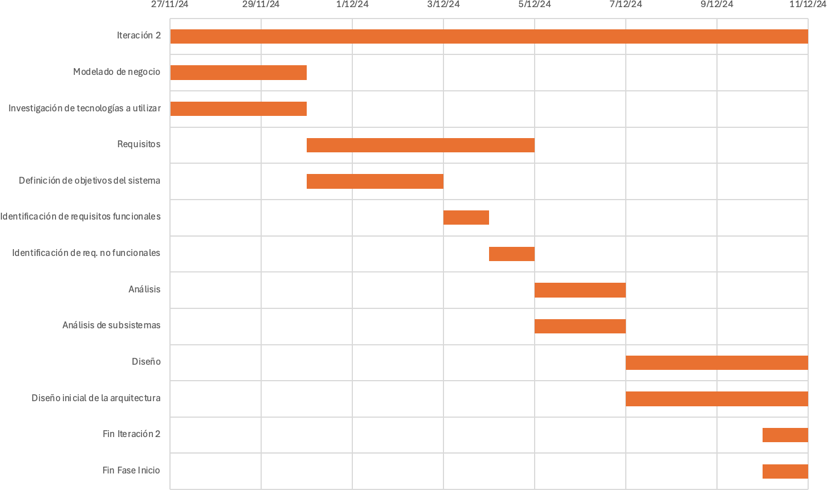 27/11/24 29/11/24 1/12/24 3/12/24 5/12/24 7/12/24 9/12/24 11/12/24
Iteración 2
Modelado de negocio
Investigación de tecnologías a utilizar
Requisitos
Definición de objetivos del sistema
Identificación de requisitos funcionales
Identificación de req. no funcionales
Análisis
Análisis de subsistemas
Diseño
Diseño inicial de la arquitectura
Fin Iteración 2
Fin Fase Inicio